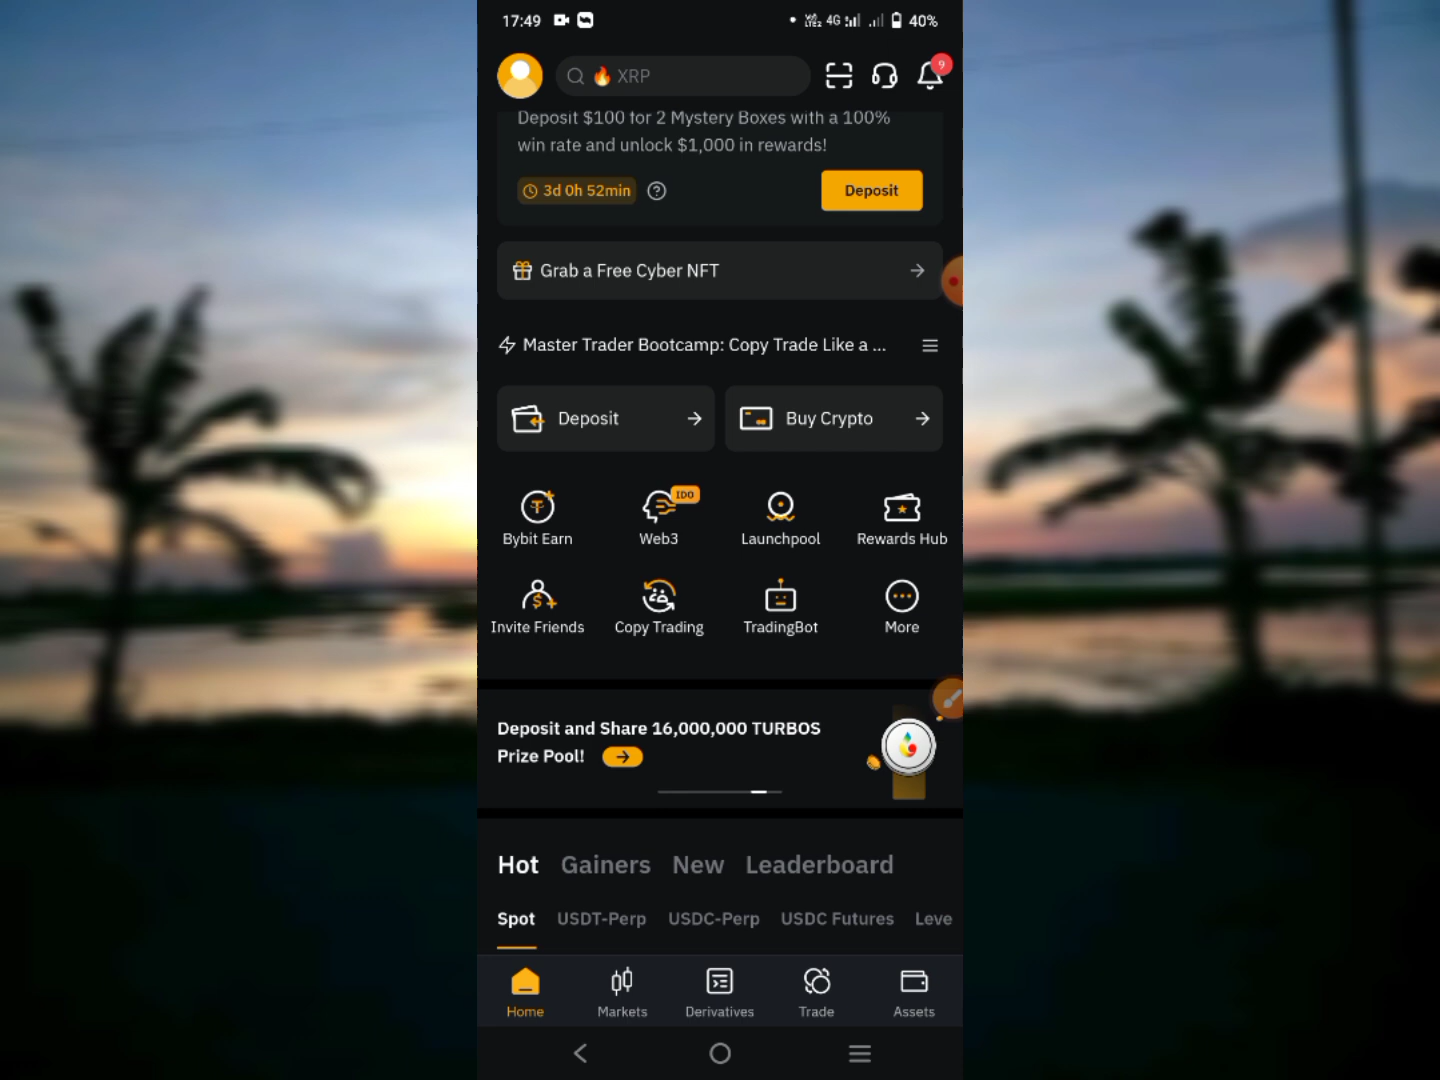 17:49 4G 40%
XRP 9
Deposit $100 for 2 Mystery Boxes with a 100%
win rate and unlock $1,000 in rewards!
3d 0h 52min Deposit
Grab a Free Cyber NFT
Master Trader Bootcamp: Copy Trade Like a ...
Deposit Buy Crypto
IDO
Bybit Earn Web3 Launchpool Rewards Hub
Invite Friends Copy Trading TradingBot More
Deposit and Share 16,000,000 TURBOS
Prize Pool!
Hot Gainers New Leaderboard
Spot USDT-Perp USDC-Perp USDC Futures Leve
Home Markets Derivatives Trade Assets